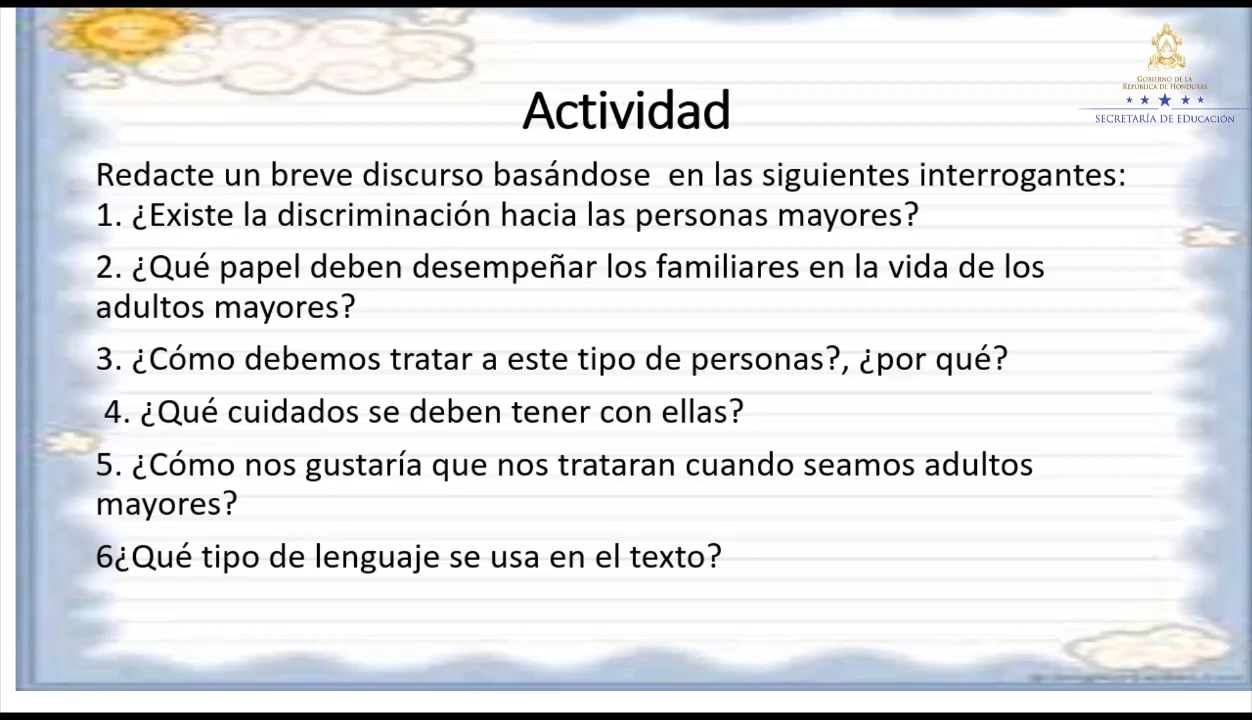 GOBIERNO DE LA
REPÚBLICA DE HONDURAS
SECRETARÍA DE EDUCACIÓN
Actividad
Redacte un breve discurso basándose  en las siguientes interrogantes:
1. ¿Existe la discriminación hacia las personas mayores?
2. ¿Qué papel deben desempeñar los familiares en la vida de los
adultos mayores?
3. ¿Cómo debemos tratar a este tipo de personas?, ¿por qué?
4. ¿Qué cuidados se deben tener con ellas?
5. ¿Cómo nos gustaría que nos trataran cuando seamos adultos
mayores?
6¿Qué tipo de lenguaje se usa en el texto?